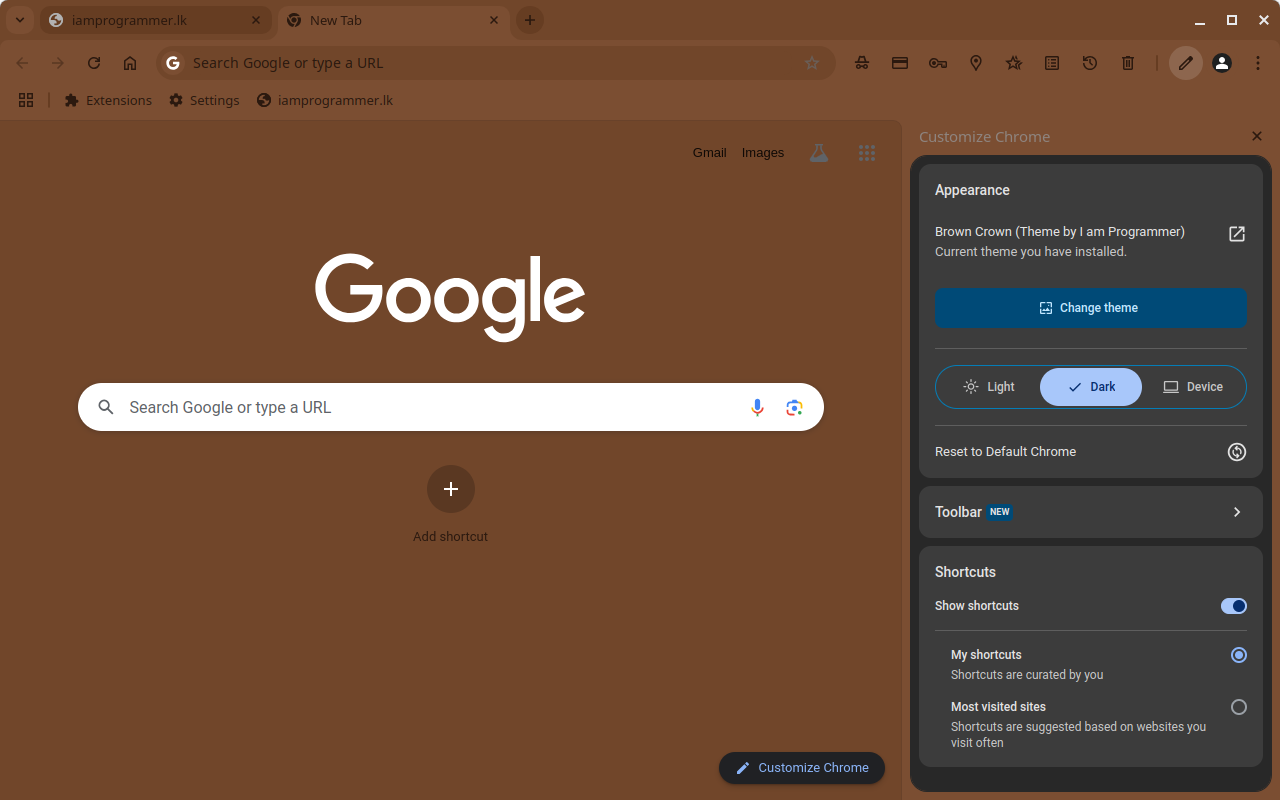 iamprogrammer.lk
New Tab
Search Google or type a URL
Extensions
Settings
iamprogrammer.lk
Gmail
Images
Google
Search Google or type a URL
Add shortcut
Customize Chrome
Customize Chrome
Appearance
Brown Crown (Theme by I am Programmer)
Current theme you have installed.
Change theme
Light
Dark
Device
Reset to Default Chrome
Toolbar NEW
Shortcuts
Show shortcuts
My shortcuts
Shortcuts are curated by you
Most visited sites
Shortcuts are suggested based on websites you
visit often